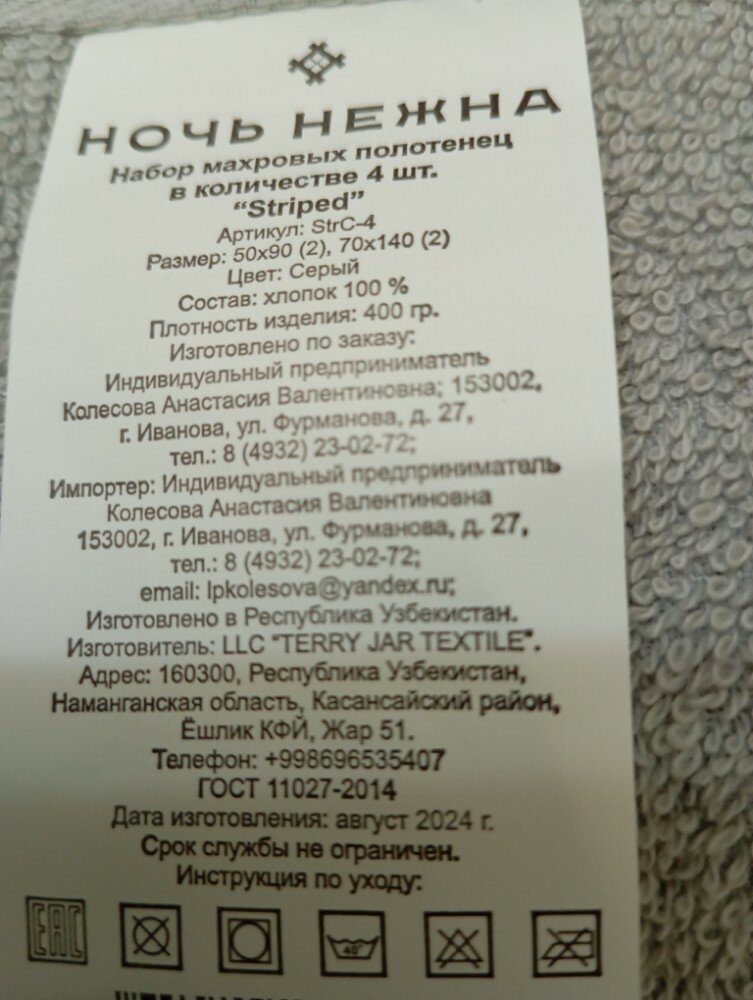 НОЧЬ НЕЖНА
Набор махровых полотенец
в количестве 4 шт.
“Striped”
Артикул: StrC-4
Размер: 50x90 (2), 70x140 (2)
Цвет: Серый
Состав: хлопок 100 %
Плотность изделия: 400 гр.
Изготовлено по заказу:
Индивидуальный предприниматель
Колесова Анастасия Валентиновна; 153002,
г. Иванова, ул. Фурманова, д. 27,
тел.: 8 (4932) 23-02-72;
Импортер: Индивидуальный предприниматель
Колесова Анастасия Валентиновна
153002, г. Иванова, ул. Фурманова, д. 27,
тел.: 8 (4932) 23-02-72;
email: Ipkolesova@yandex.ru;
Изготовлено в Республика Узбекистан.
Изготовитель: LLC "TERRY JAR TEXTILE".
Адрес: 160300, Республика Узбекистан,
Наманганская область, Касансайский район,
Ёшлик КФЙ, Жар 51.
Телефон: +998696535407
ГОСТ 11027-2014
Дата изготовления: август 2024 г.
Срок службы не ограничен.
Инструкция по уходу:
EAC 40°